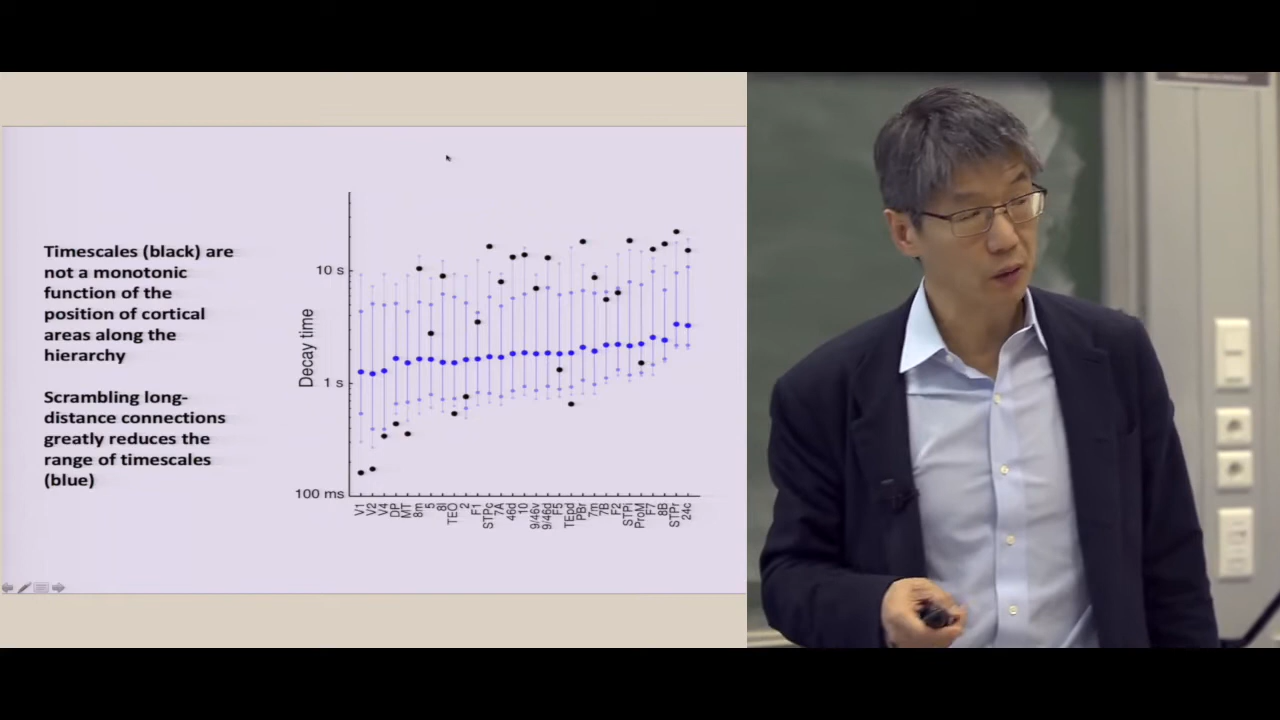 Timescales (black) are
not a monotonic
function of the
position of cortical
areas along the
hierarchy
Scrambling long-
distance connections
greatly reduces the
range of timescales
(blue)
Decay time
10 s
1 s
100 ms
V1
V2
V4
DP
MT
8m
5
8l
TEO
2
F1
STPc
7A
46d
10
9/46v
9/46d
F5
TEpd
PBr
7m
7B
F2
STPi
ProM
F7
8B
STPr
24c